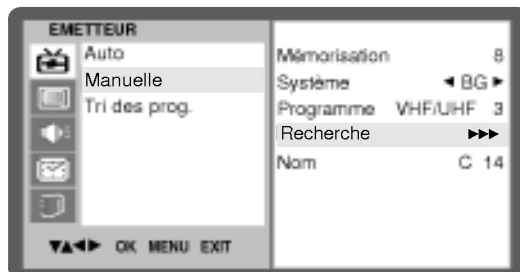 EMETTEUR
Auto
Manuelle
Tri des prog.
▼▲◀▶ OK MENU EXIT
Mémorisation 8
Système ◀ BG ▶
Programme VHF/UHF 3
Recherche ▶▶▶
Nom C 14